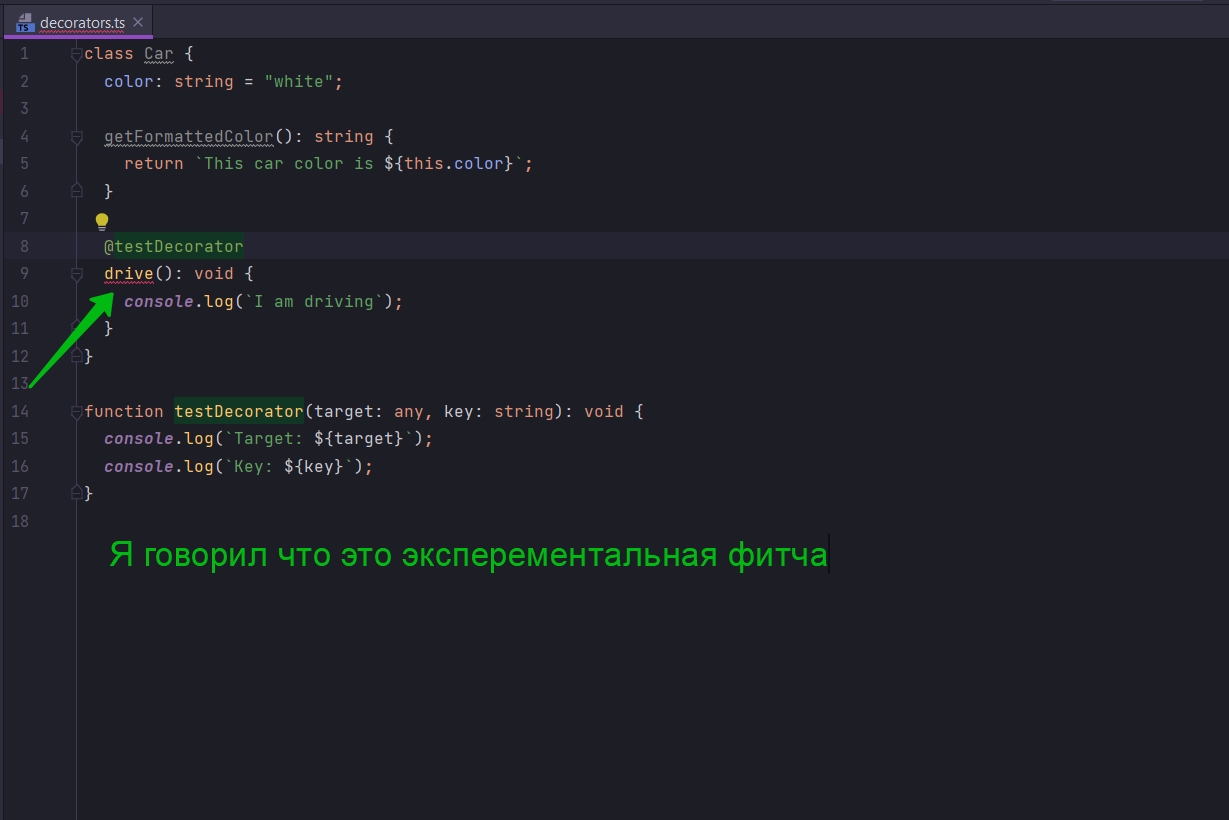 TS decorators.ts
1 class Car {
2 color: string = "white";
3
4 getFormattedColor(): string {
5 return `This car color is ${this.color}`;
6 }
7
8 @testDecorator
9 drive(): void {
10 console.log(`I am driving`);
11 }
12 }
13
14 function testDecorator(target: any, key: string): void {
15 console.log(`Target: ${target}`);
16 console.log(`Key: ${key}`);
17 }
18
Я говорил что это эксперементальная фитча